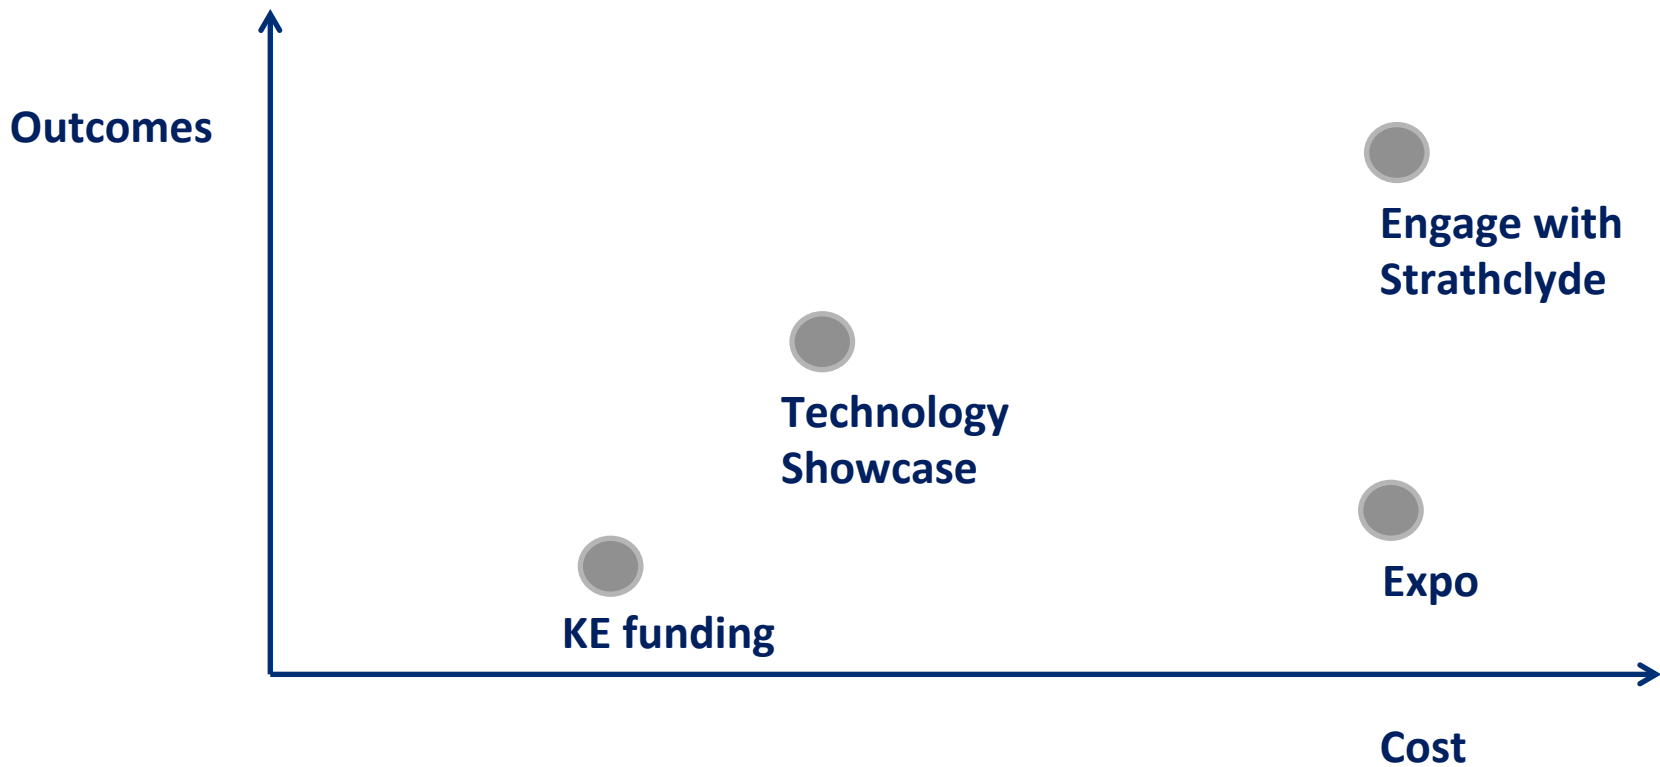 Outcomes
Engage with
Strathclyde
Technology
Showcase
Expo
KE funding
Cost